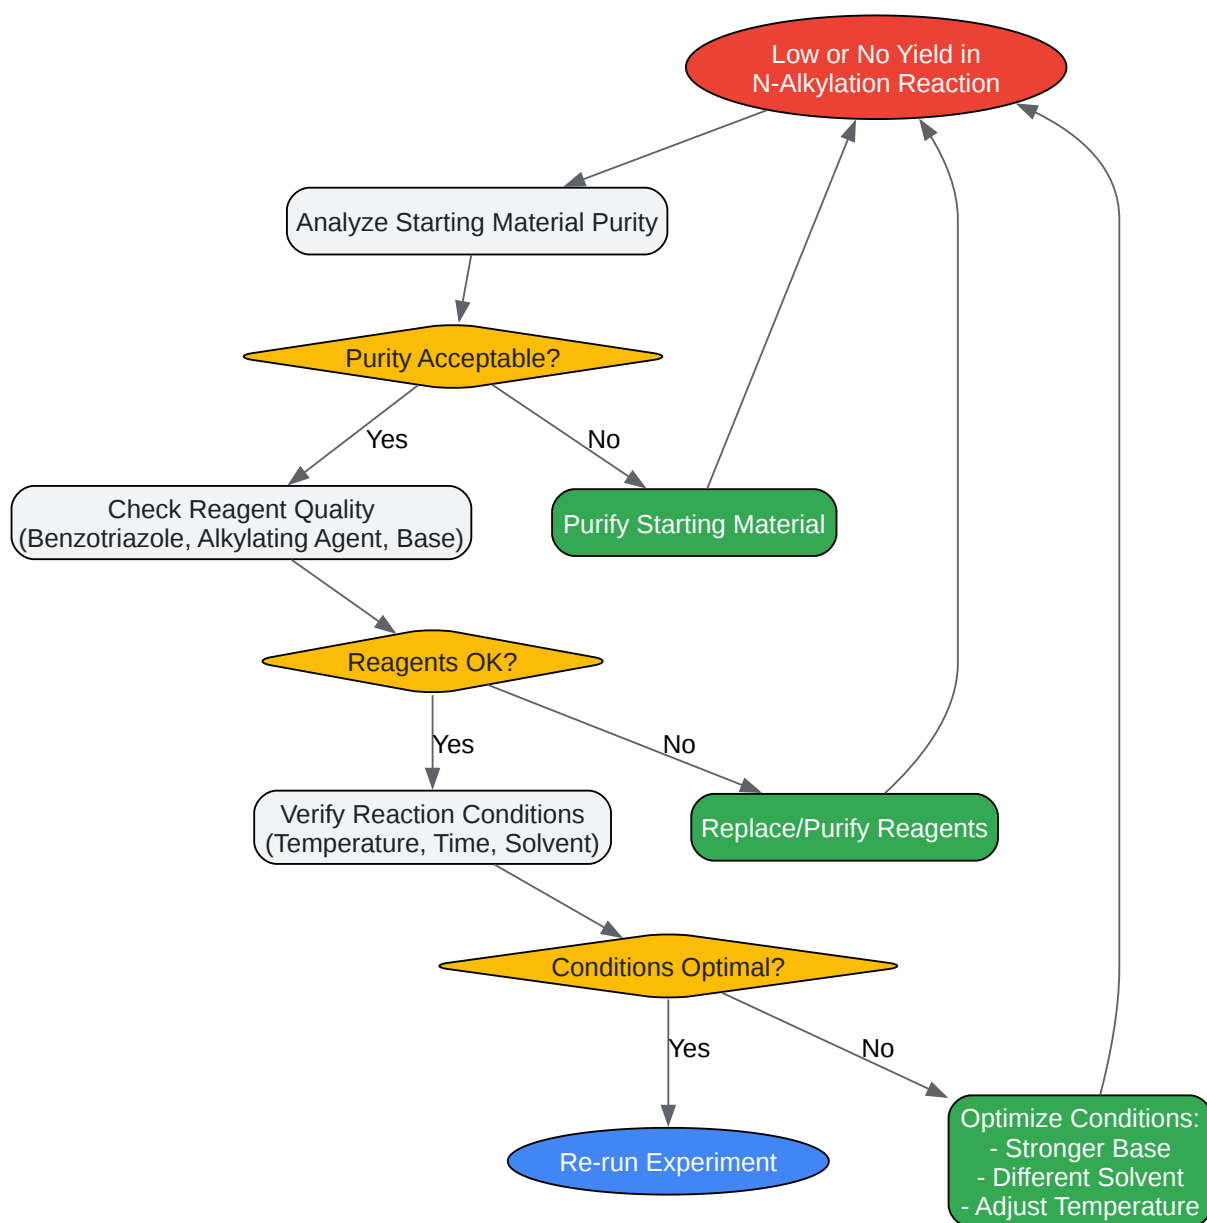 Low or No Yield in
N-Alkylation Reaction
Analyze Starting Material Purity
Purity Acceptable?
Yes
No
Check Reagent Quality
(Benzotriazole, Alkylating Agent, Base)
Purify Starting Material
Reagents OK?
Yes
No
Verify Reaction Conditions
(Temperature, Time, Solvent)
Replace/Purify Reagents
Conditions Optimal?
Yes
No
Re-run Experiment
Optimize Conditions:
- Stronger Base
- Different Solvent
- Adjust Temperature